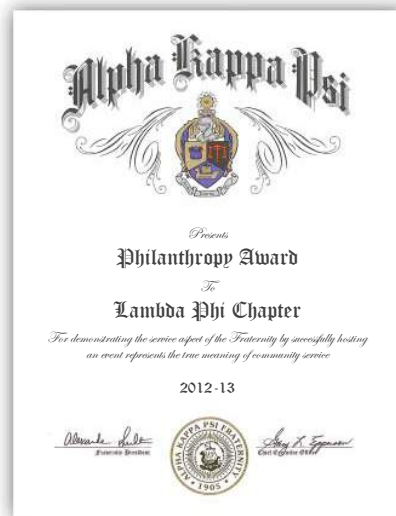 Alpha Kappa Psi
Presents
Philanthropy Award
To
Lambda Phi Chapter
For demonstrating the service aspect of the Fraternity by successfully hosting
an event represents the true meaning of community service
2012-13
Fraternity President
Chief Executive Officer
ALPHA KAPPA PSI FRATERNITY
• 1905 •